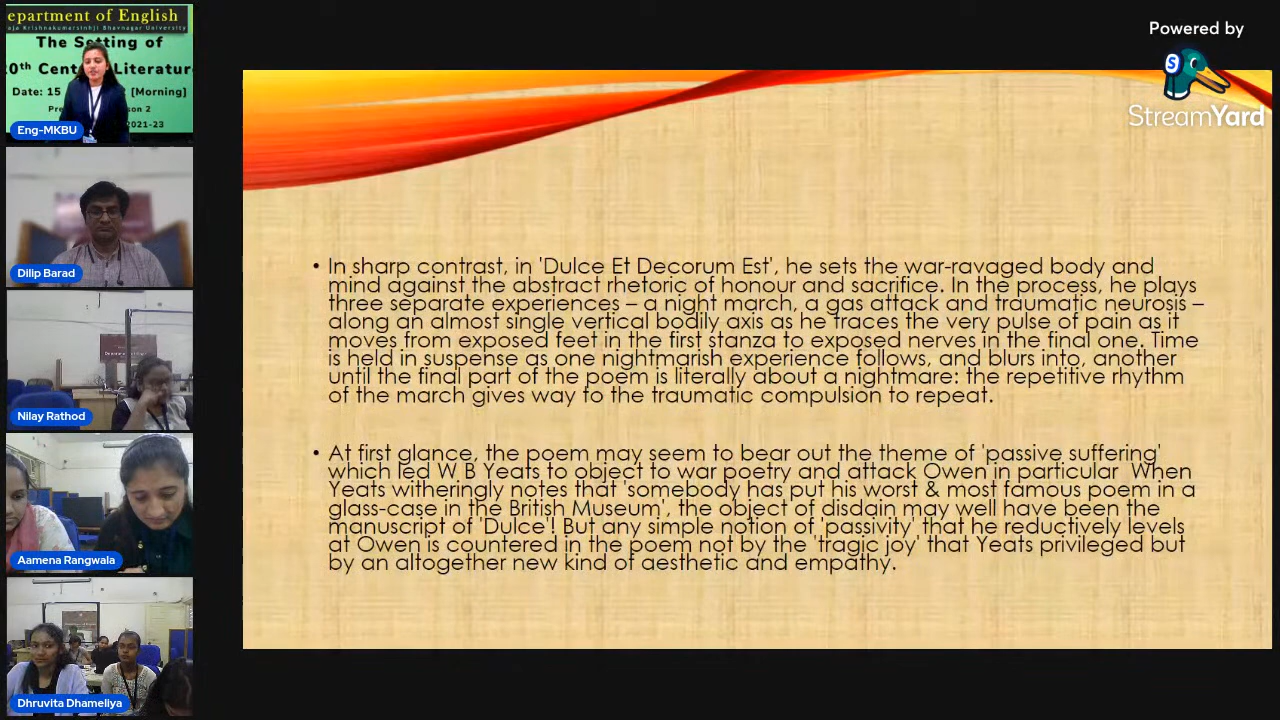 epartment of English
aja Krishnakumarsinhji Bhavnagar University
The Setting of
0th Cent Literature
Date: 15 [Morning]
Pre son 2
2021-23
Eng-MKBU
Dilip Barad
Nilay Rathod
Aamena Rangwala
Dhruvita Dhameliya
Powered by
StreamYard
• In sharp contrast, in 'Dulce Et Decorum Est', he sets the war-ravaged body and
mind against the abstract rhetoric of honour and sacrifice. In the process, he plays
three separate experiences – a night march, a gas attack and traumatic neurosis –
along an almost single vertical bodily axis as he traces the very pulse of pain as it
moves from exposed feet in the first stanza to exposed nerves in the final one. Time
is held in suspense as one nightmarish experience follows, and blurs into, another
until the final part of the poem is literally about a nightmare: the repetitive rhythm
of the march gives way to the traumatic compulsion to repeat.
• At first glance, the poem may seem to bear out the theme of 'passive suffering'
which led W B Yeats to object to war poetry and attack Owen in particular When
Yeats witheringly notes that 'somebody has put his worst & most famous poem in a
glass-case in the British Museum', the object of disdain may well have been the
manuscript of 'Dulce'! But any simple notion of 'passivity' that he reductively levels
at Owen is countered in the poem not by the 'tragic joy' that Yeats privileged but
by an altogether new kind of aesthetic and empathy.